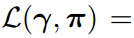 𝓛(𝜸, 𝝅) =